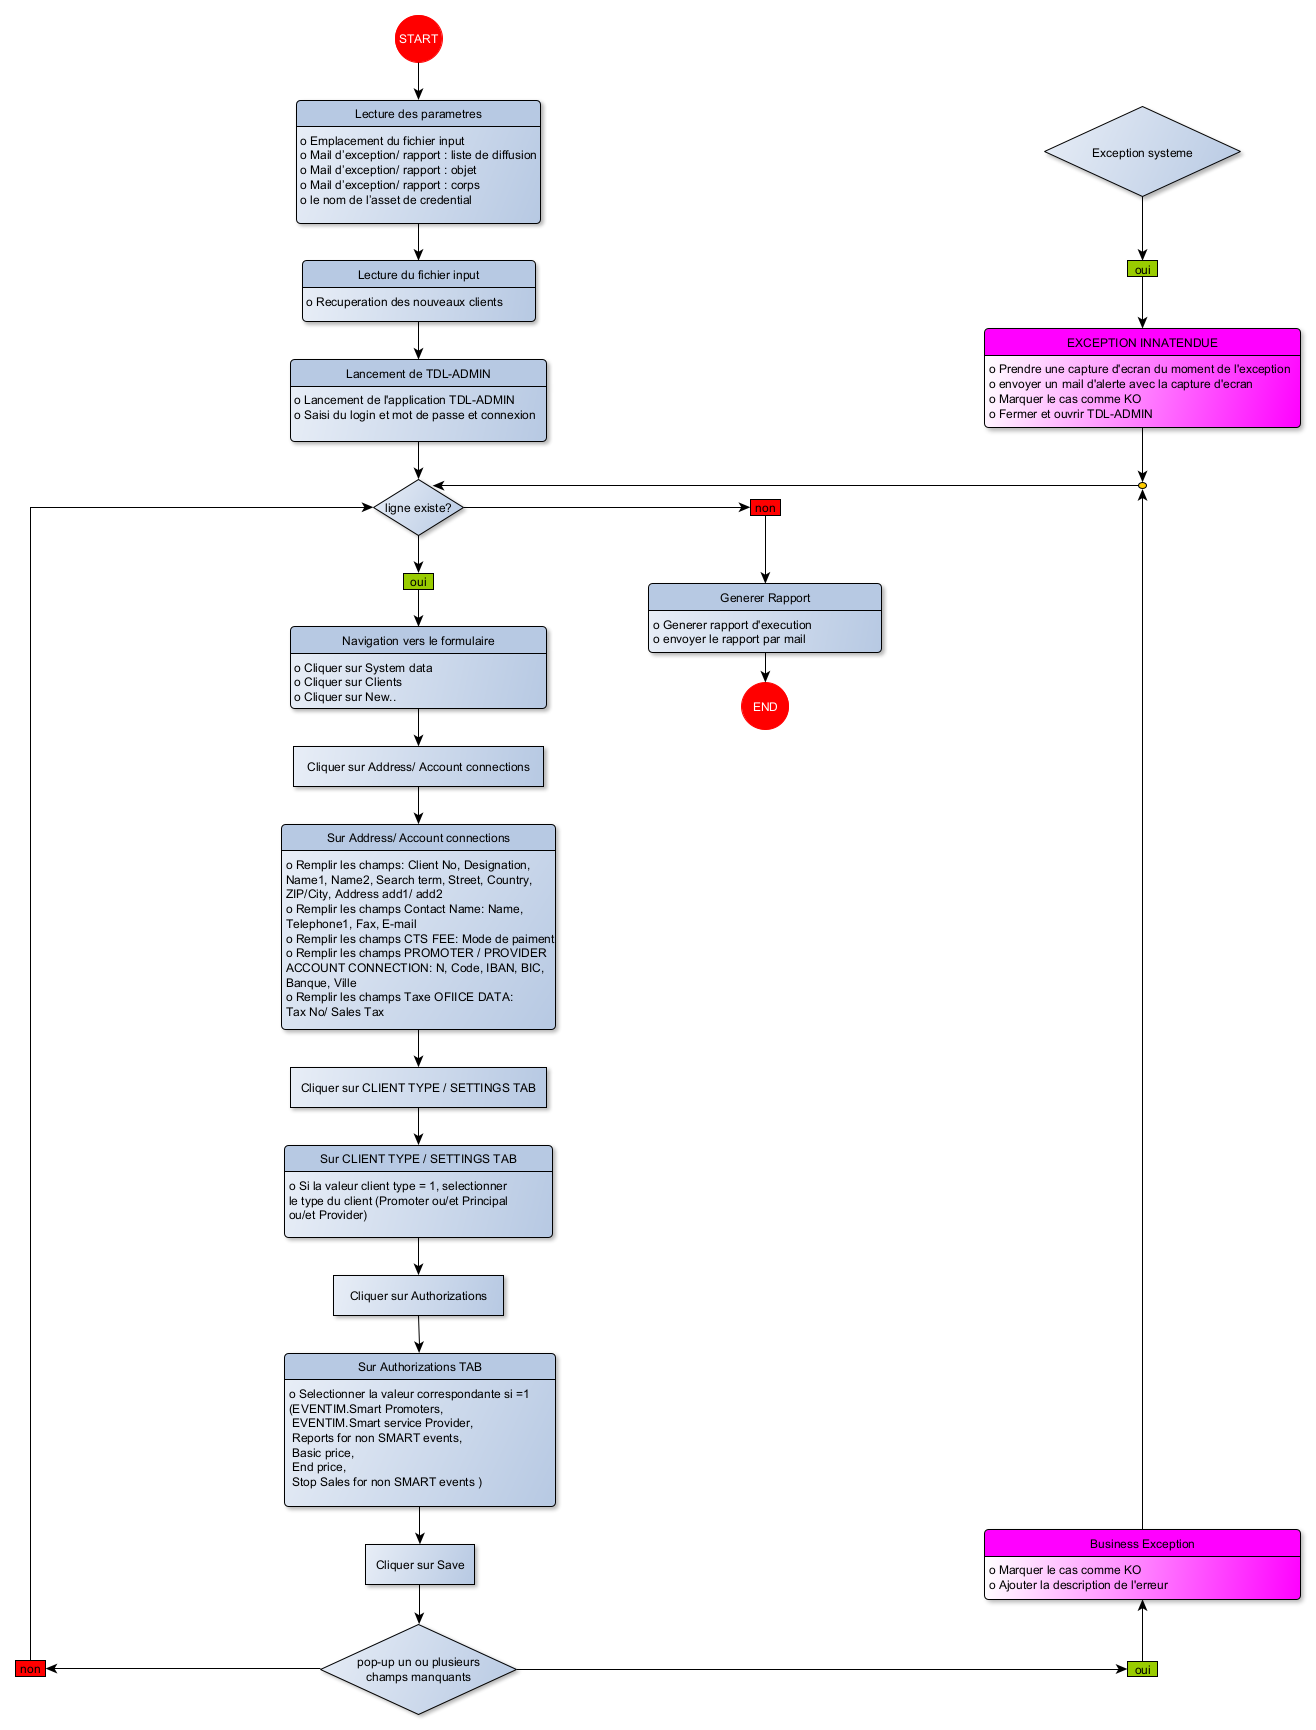 START
Lecture des parametres
o Emplacement du fichier input
o Mail d'exception/ rapport : liste de diffusion
o Mail d'exception/ rapport : objet
o Mail d'exception/ rapport : corps
o le nom de l'asset de credential
Lecture du fichier input
o Recuperation des nouveaux clients
Lancement de TDL-ADMIN
o Lancement de l'application TDL-ADMIN
o Saisi du login et mot de passe et connexion
ligne existe?
oui
Navigation vers le formulaire
o Cliquer sur System data
o Cliquer sur Clients
o Cliquer sur New..
Cliquer sur Address/ Account connections
Sur Address/ Account connections
o Remplir les champs: Client No, Designation,
Name1, Name2, Search term, Street, Country,
ZIP/City, Address add1/ add2
o Remplir les champs Contact Name: Name,
Telephone1, Fax, E-mail
o Remplir les champs CTS FEE: Mode de paiment
o Remplir les champs PROMOTER / PROVIDER
ACCOUNT CONNECTION: N, Code, IBAN, BIC,
Banque, Ville
o Remplir les champs Taxe OFIICE DATA:
Tax No/ Sales Tax
Cliquer sur CLIENT TYPE / SETTINGS TAB
Sur CLIENT TYPE / SETTINGS TAB
o Si la valeur client type = 1, selectionner
le type du client (Promoter ou/et Principal
ou/et Provider)
Cliquer sur Authorizations
Sur Authorizations TAB
o Selectionner la valeur correspondante si =1
(EVENTIM.Smart Promoters,
EVENTIM.Smart service Provider,
Reports for non SMART events,
Basic price,
End price,
Stop Sales for non SMART events )
Cliquer sur Save
pop-up un ou plusieurs
champs manquants
non
non
Generer Rapport
o Generer rapport d'execution
o envoyer le rapport par mail
END
Exception systeme
oui
EXCEPTION INNATENDUE
o Prendre une capture d'ecran du moment de l'exception
o envoyer un mail d'alerte avec la capture d'ecran
o Marquer le cas comme KO
o Fermer et ouvrir TDL-ADMIN
Business Exception
o Marquer le cas comme KO
o Ajouter la description de l'erreur
oui